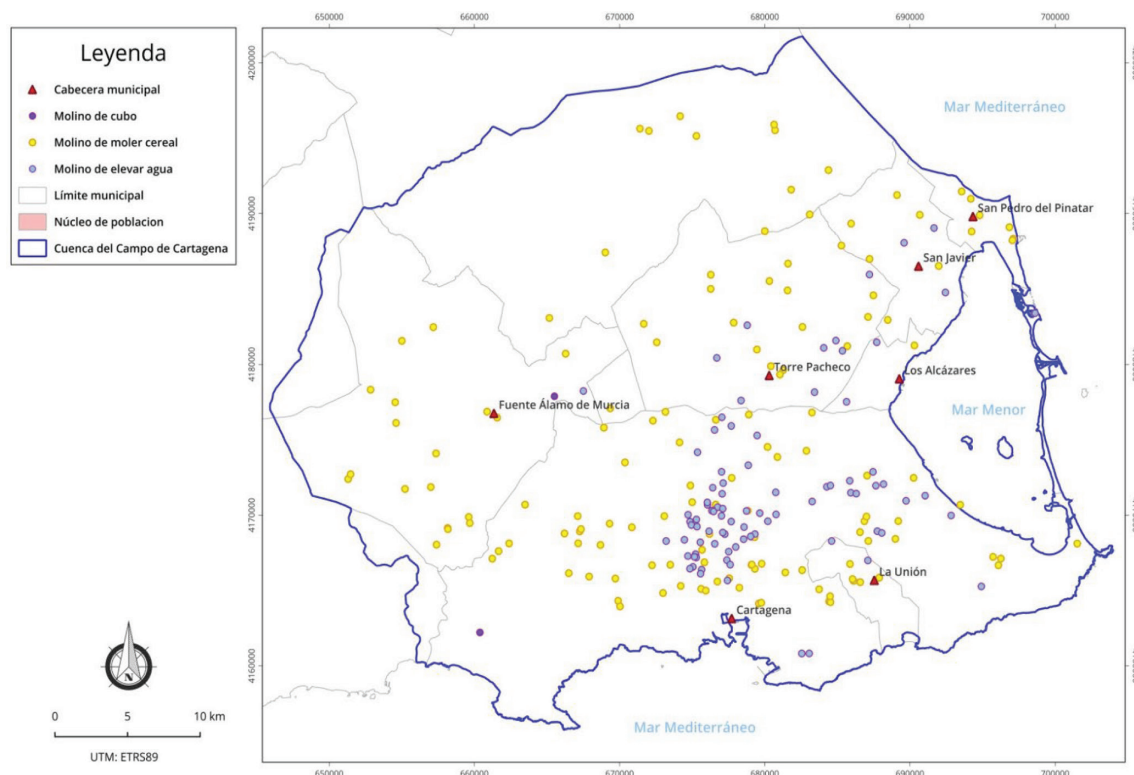 650000 660000 670000 680000 690000 700000
Leyenda
Cabecera municipal
Molino de cubo
Molino de moler cereal
Molino de elevar agua
Límite municipal
Núcleo de poblacion
Cuenca del Campo de Cartagena
4200000
Mar Mediterráneo
4190000
San Pedro del Pinatar
San Javier
4180000
Torre Pacheco
Los Alcázares
Fuente Álamo de Murcia
Mar Menor
4170000
La Unión
Cartagena
4160000
N
0 5 10 km
Mar Mediterráneo
UTM: ETRS89
650000 660000 670000 680000 690000 700000